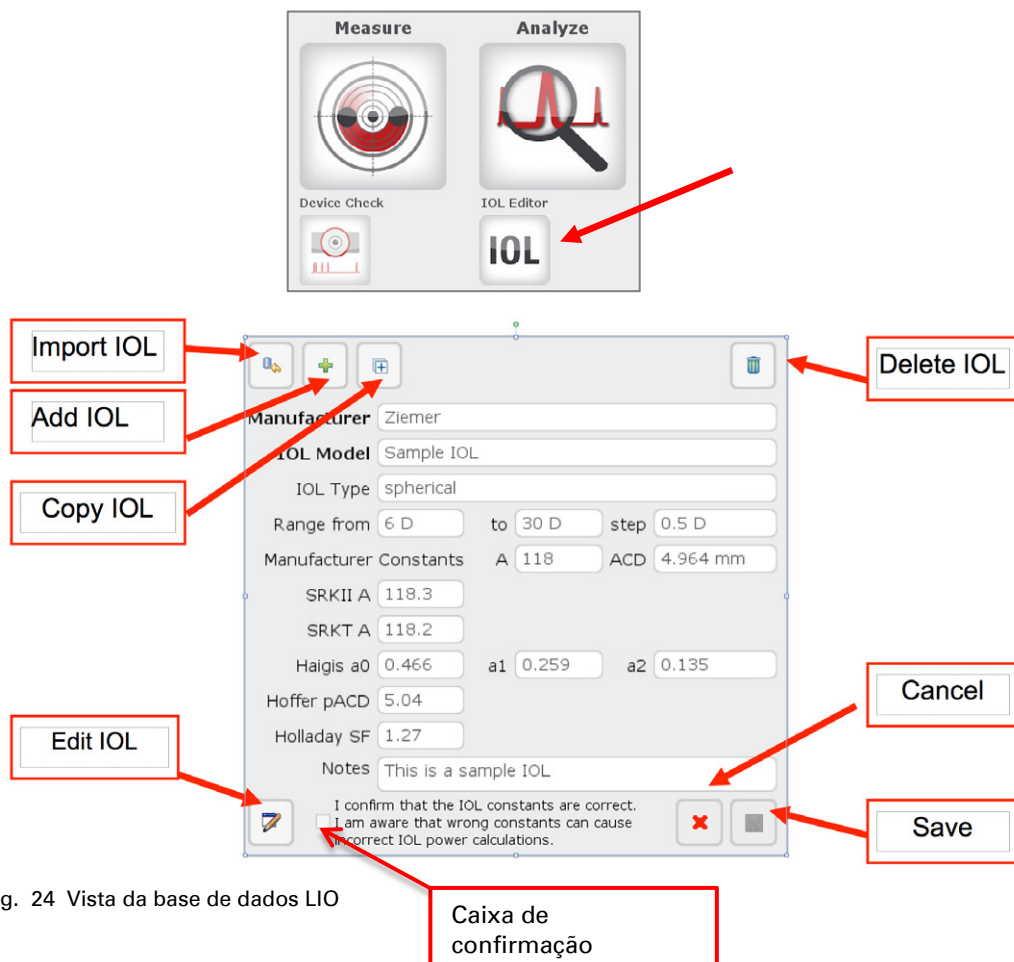 Measure Analyze
Device Check IOL Editor
IOL
Import IOL
Delete IOL
Add IOL
Manufacturer Ziemer
IOL Model Sample IOL
Copy IOL
IOL Type spherical
Range from 6 D to 30 D step 0.5 D
Manufacturer Constants A 118 ACD 4.964 mm
SRKII A 118.3
SRKT A 118.2
Haigis a0 0.466 a1 0.259 a2 0.135
Cancel
Hoffer pACD 5.04
Edit IOL
Holladay SF 1.27
Notes This is a sample IOL
I confirm that the IOL constants are correct.
I am aware that wrong constants can cause
incorrect IOL power calculations.
Save
g. 24 Vista da base de dados LIO
Caixa de
confirmação